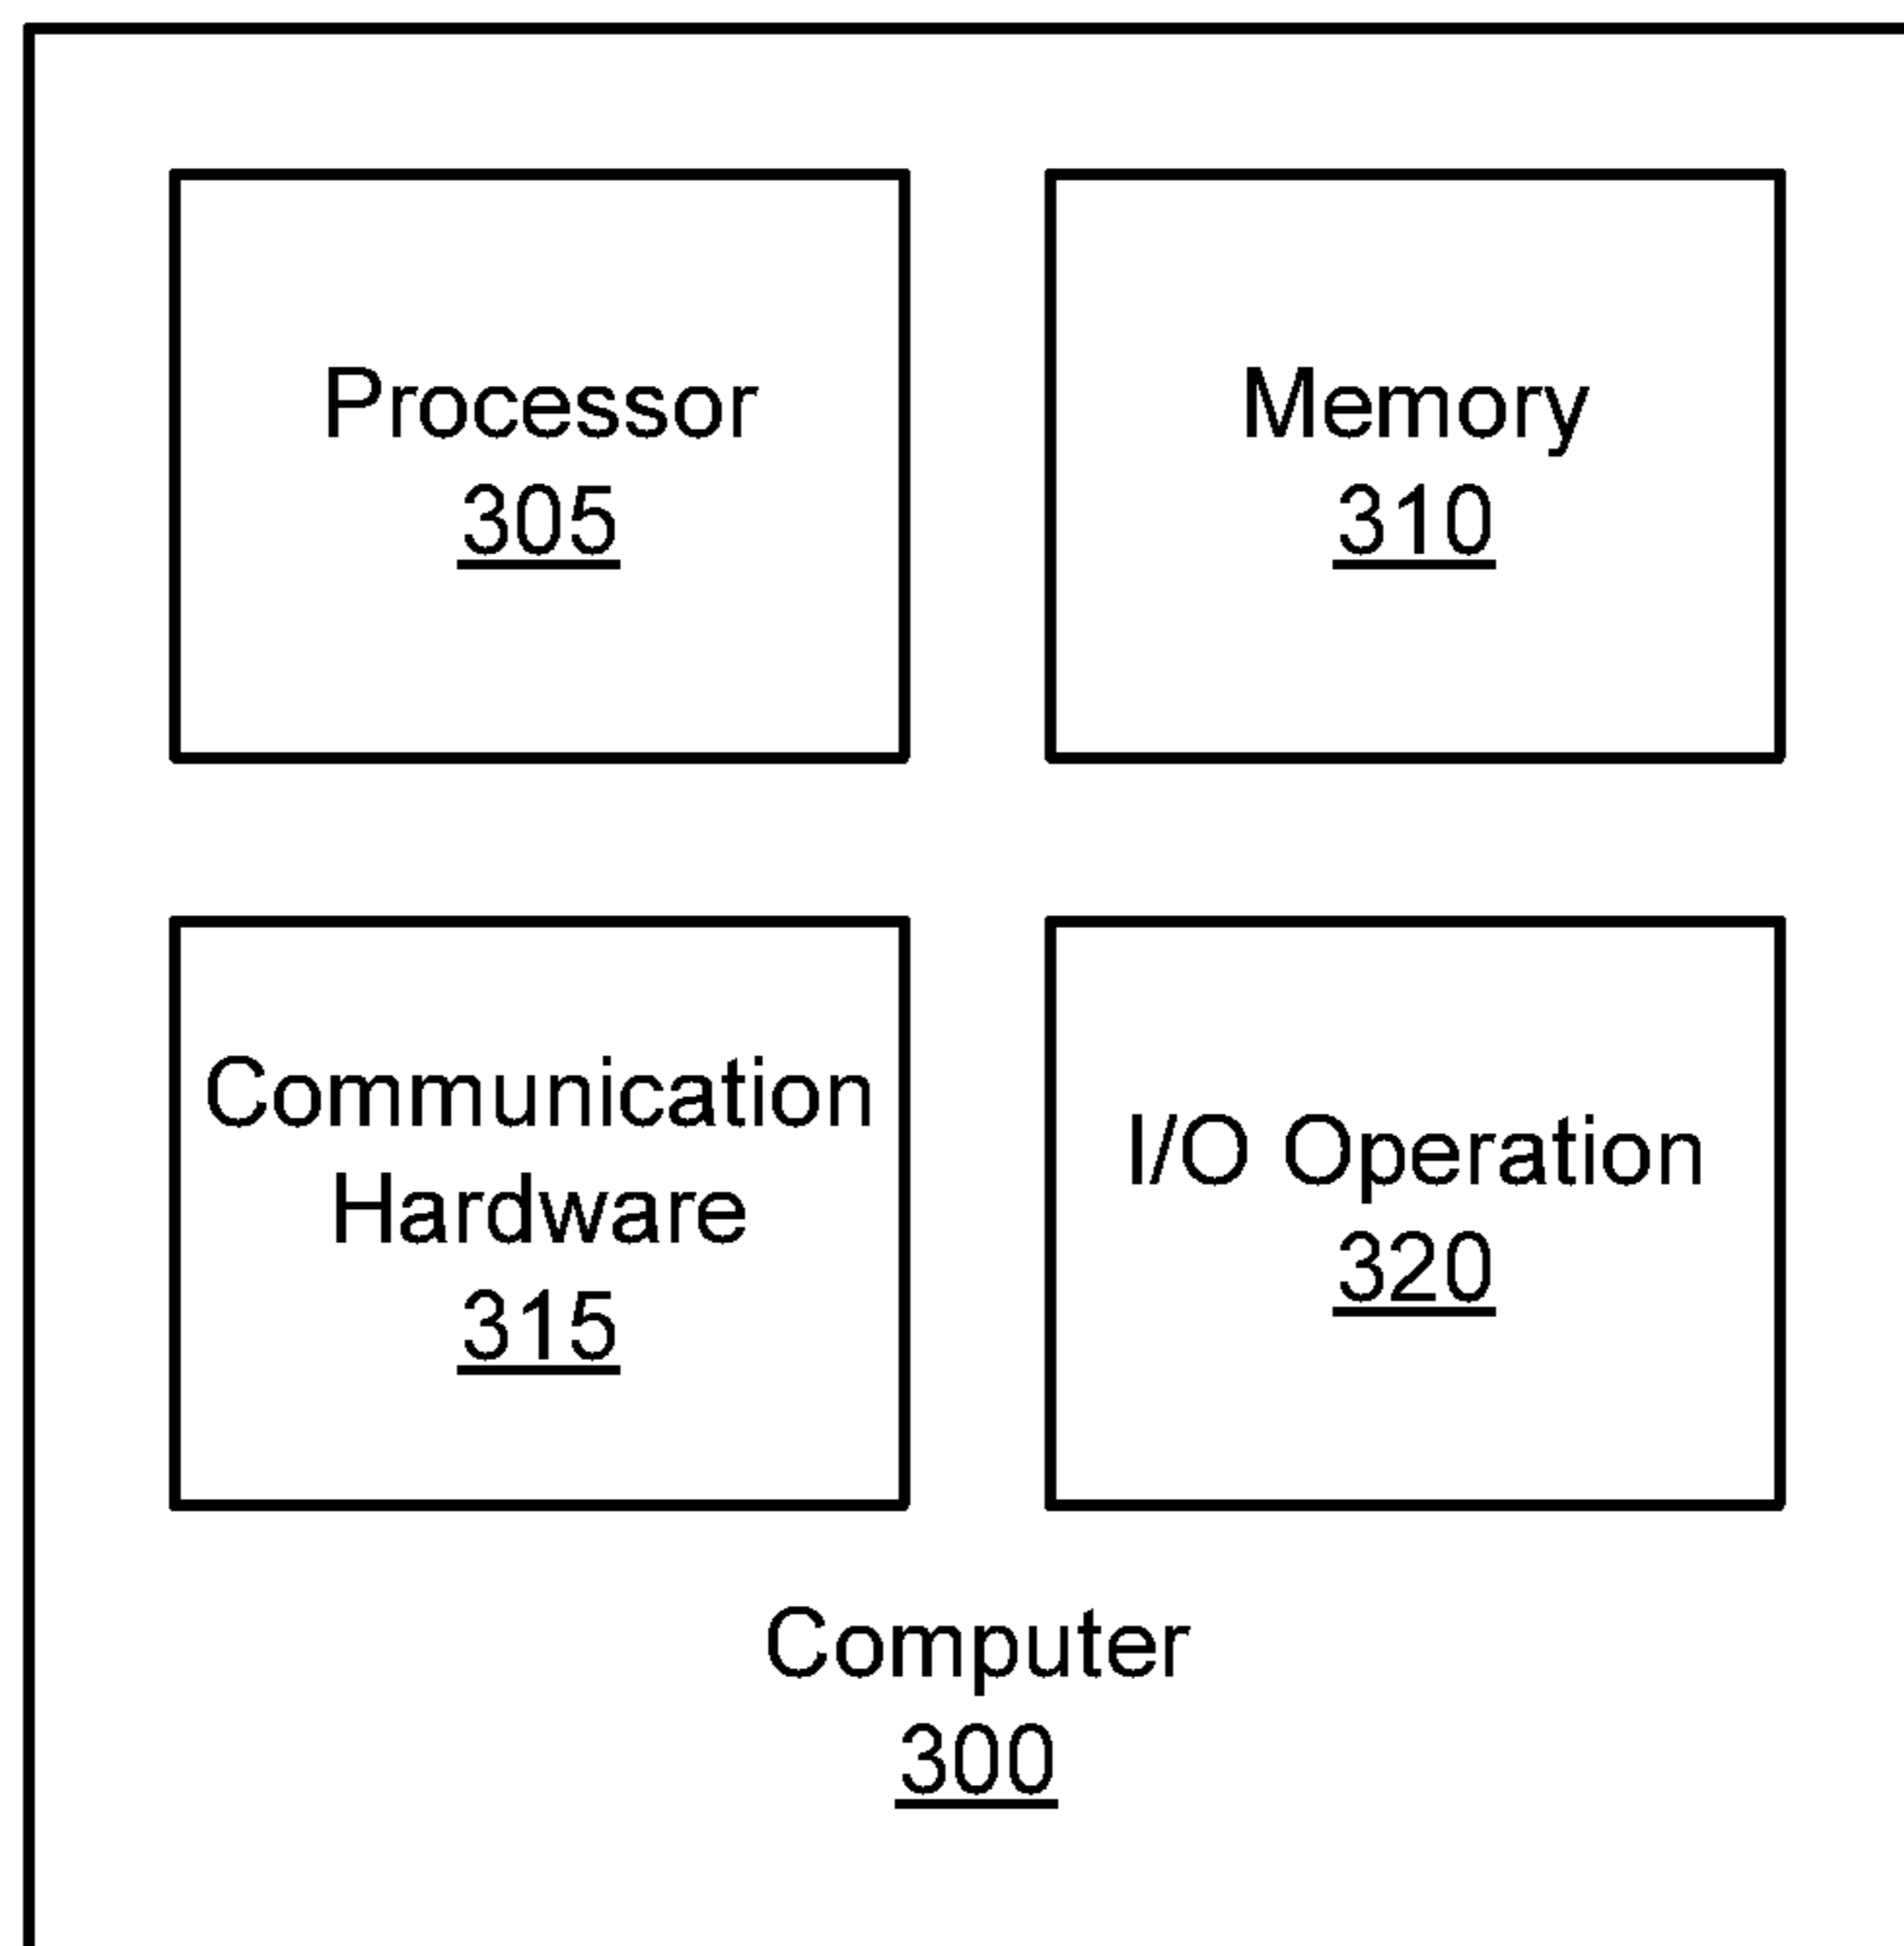 Processor
305
Memory
310
Communication
Hardware
315
I/O Operation
320
Computer
300